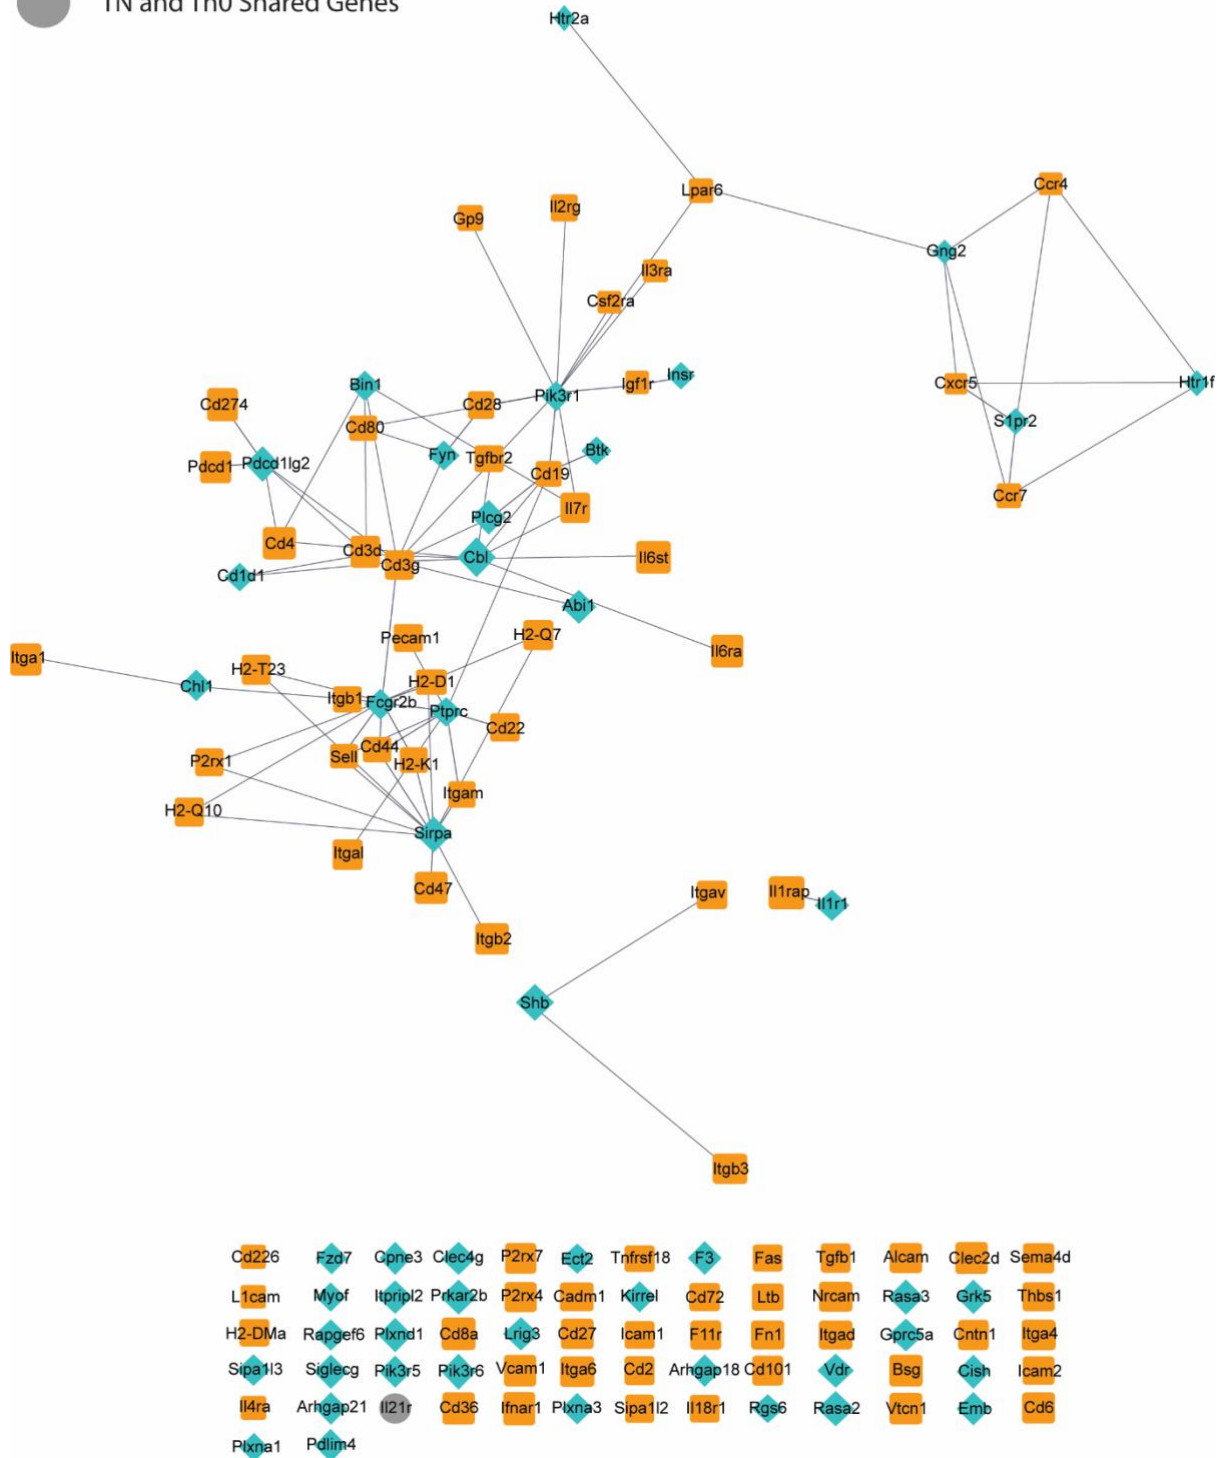 TN and Th0 Shared Genes
Htr2a
Lpar6
Ccr4
Gp9
Il2rg
Gng2
Il3ra
Csf2ra
Bin1
Pik3r1
Igf1r
Insr
Cxcr5
Htr1f
Cd274
Cd28
S1pr2
Cd80
Fyn
Tgfbr2
Btk
Pdcd1
Pdcd1lg2
Cd19
Ccr7
Il7r
Plcg2
Cd4
Cd3d
Cd3g
Cbl
Il6st
Cd1d1
Abi1
Pecam1
H2-Q7
Il6ra
Itga1
H2-T23
Chl1
H2-D1
Itgb1
Fcgr2b
Ptprc
Cd22
P2rx1
Sell
Cd44
H2-K1
Itgam
H2-Q10
Sirpa
Itgal
Cd47
Itgav
Il1rap
Il1r1
Itgb2
Shb
Itgb3
Cd226 Fzd7 Cpne3 Clec4g P2rx7 Ect2 Tnfrsf18 F3 Fas Tgfb1 Alcam Clec2d Sema4d
L1cam Myof Itpripl2 Prkar2b P2rx4 Cadm1 Kirrel Cd72 Ltb Nrcam Rasa3 Grk5 Thbs1
H2-DMa Rapgef6 Plxnd1 Cd8a Lrig3 Cd27 Icam1 F11r Fn1 Itgad Gprc5a Cntn1 Itga4
Sipa1l3 Siglecg Pik3r5 Pik3r6 Vcam1 Itga6 Cd2 Arhgap18 Cd101 Vdr Bsg Cish Icam2
Il4ra Arhgap21 Il21r Cd36 Ifnar1 Plxna3 Sipa1l2 Il18r1 Rgs6 Rasa2 Vtcn1 Emb Cd6
Plxna1 Pdlim4